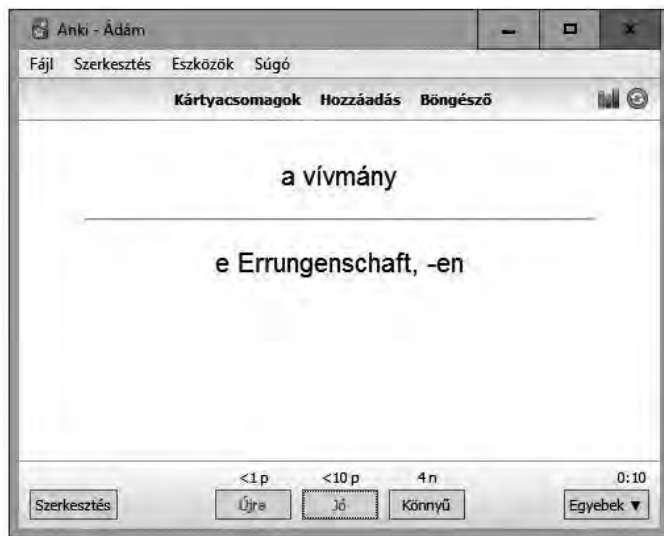 Anki - Ádám
Fájl Szerkesztés Eszközök Súgó
Kártyacsomagok Hozzáadás Böngésző
a vívmány
e Errungenschaft, -en
<1 p <10 p 4 n 0:10
Szerkesztés Újra Jó Könnyű Egyebek ▼